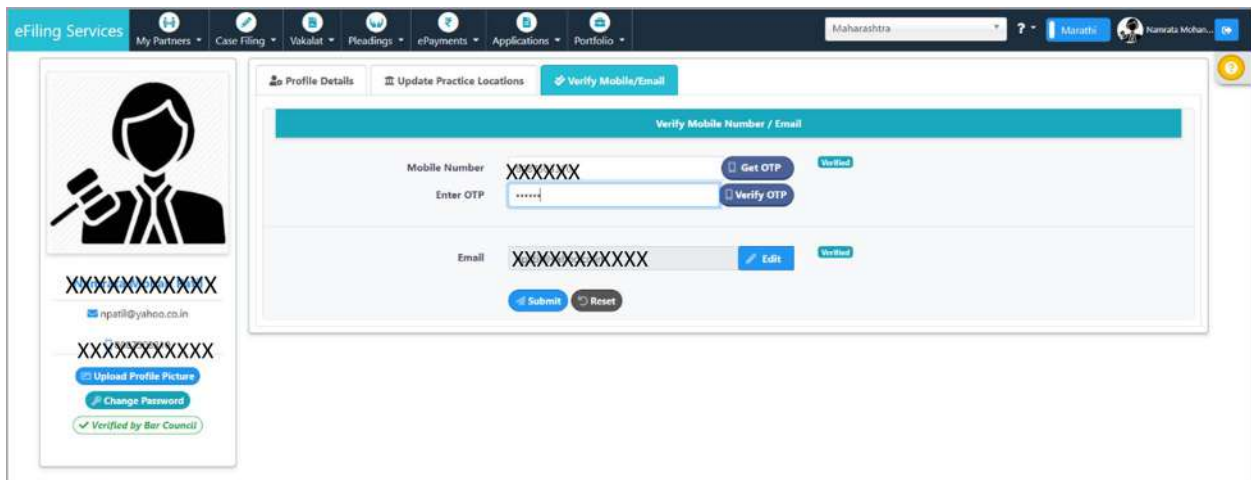 eFiling Services
My Partners Case Filing Vakalat Pleadings ePayments Applications Portfolio
Maharashtra
?
Marathi
Namrata Mohan...
Profile Details Update Practice Locations Verify Mobile/Email
Verify Mobile Number / Email
Mobile Number XXXXXX Get OTP Verified
Enter OTP •••••• Verify OTP
Email XXXXXXXXXXX Edit Verified
Submit Reset
XXXXXXXXXXX
npatil@yahoo.co.in
XXXXXXXXXXX
Upload Profile Picture
Change Password
Verified by Bar Council